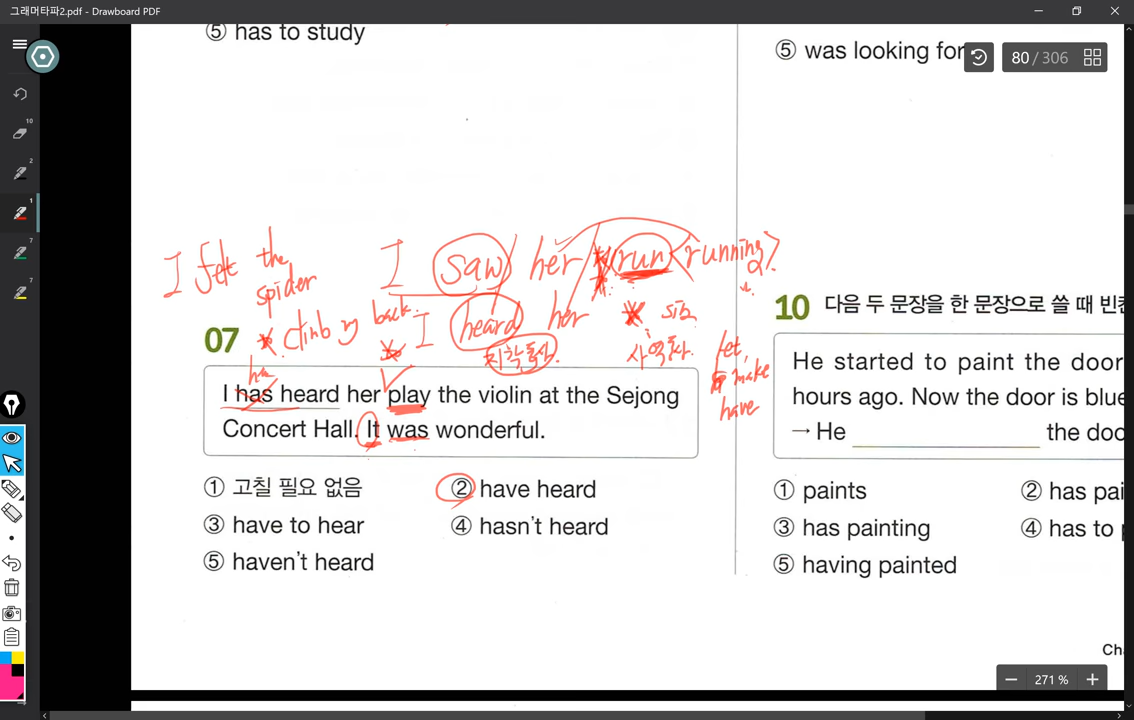 그래머타파2.pdf - Drawboard PDF
80 / 306
⑤ has to study
I felt the spider climb my back.
I saw her run running
I heard her
지각동사.
사역동사.
let,
make
have
07
I has heard her play the violin at the Sejong
Concert Hall. It was wonderful.
① 고칠 필요 없음
② have heard
③ have to hear
④ hasn't heard
⑤ haven't heard
⑤ was looking for
10 다음 두 문장을 한 문장으로 쓸 때 빈칸
He started to paint the door
hours ago. Now the door is blue
→ He the doo
① paints
② has pai
③ has painting
④ has to p
⑤ having painted
Cha
271 %